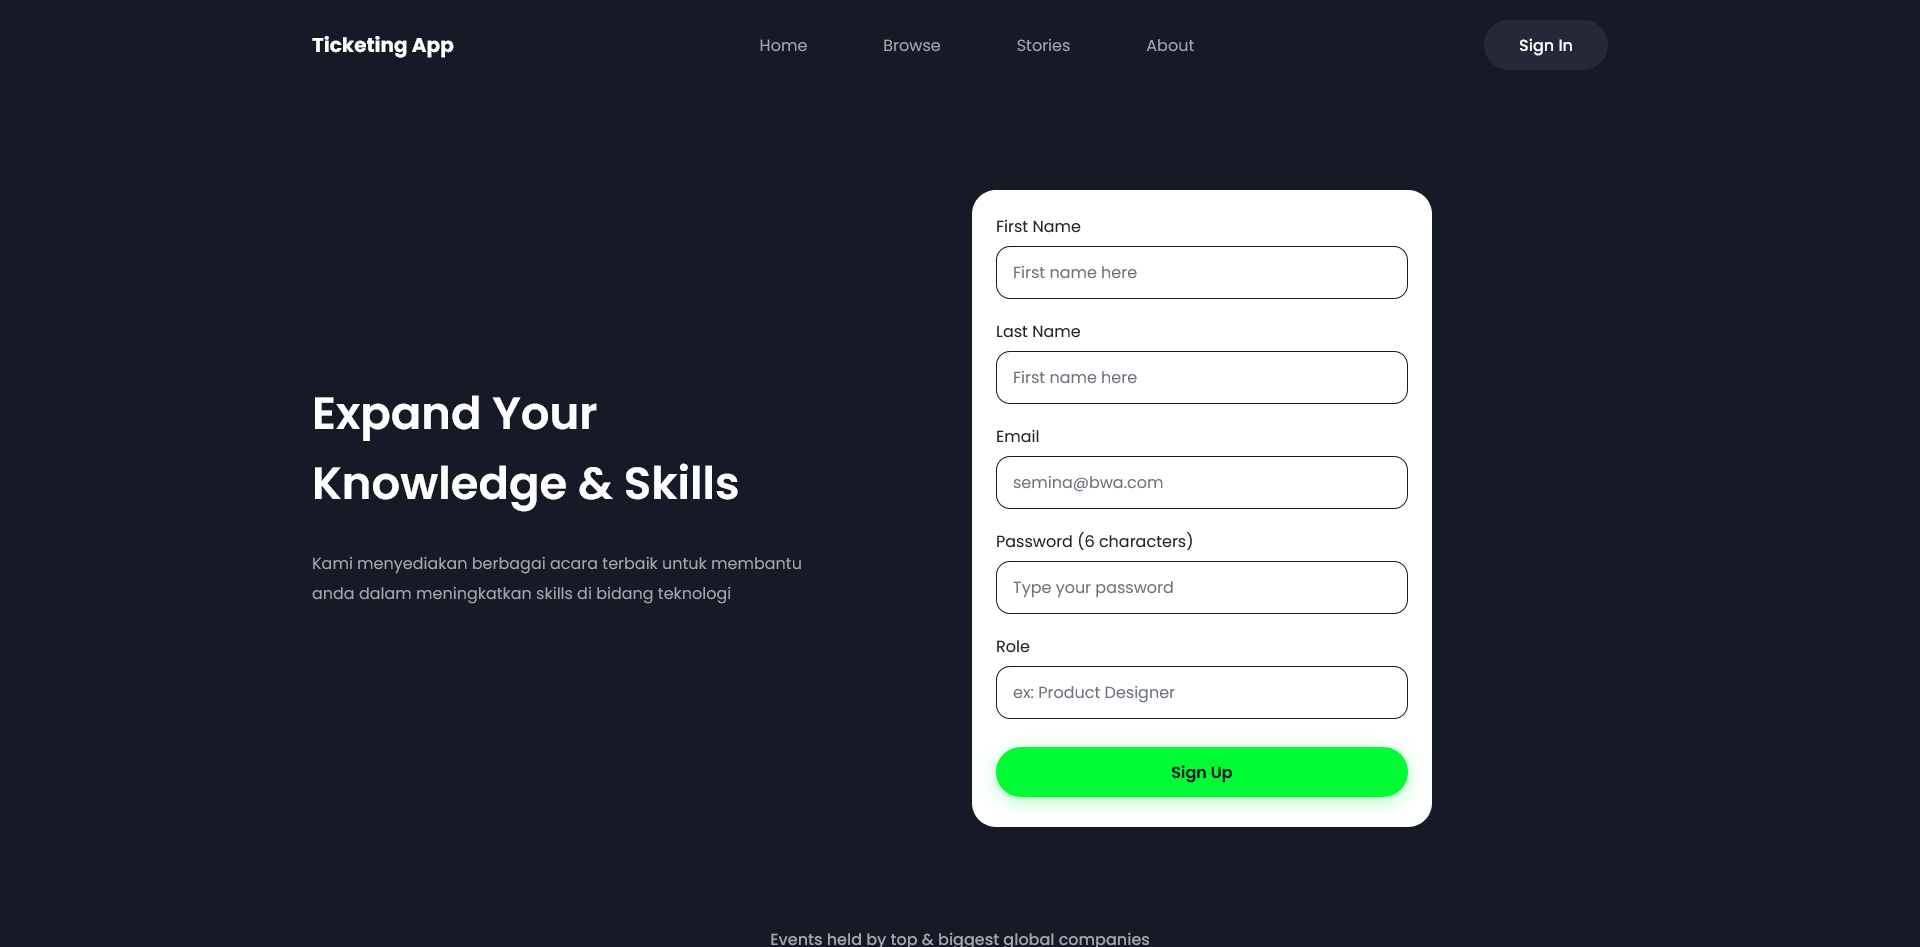 Ticketing App
Home
Browse
Stories
About
Sign In
Expand Your
Knowledge & Skills
Kami menyediakan berbagai acara terbaik untuk membantu
anda dalam meningkatkan skills di bidang teknologi
First Name
First name here
Last Name
First name here
Email
semina@bwa.com
Password (6 characters)
Type your password
Role
ex: Product Designer
Sign Up
Events held by top & biggest global companies